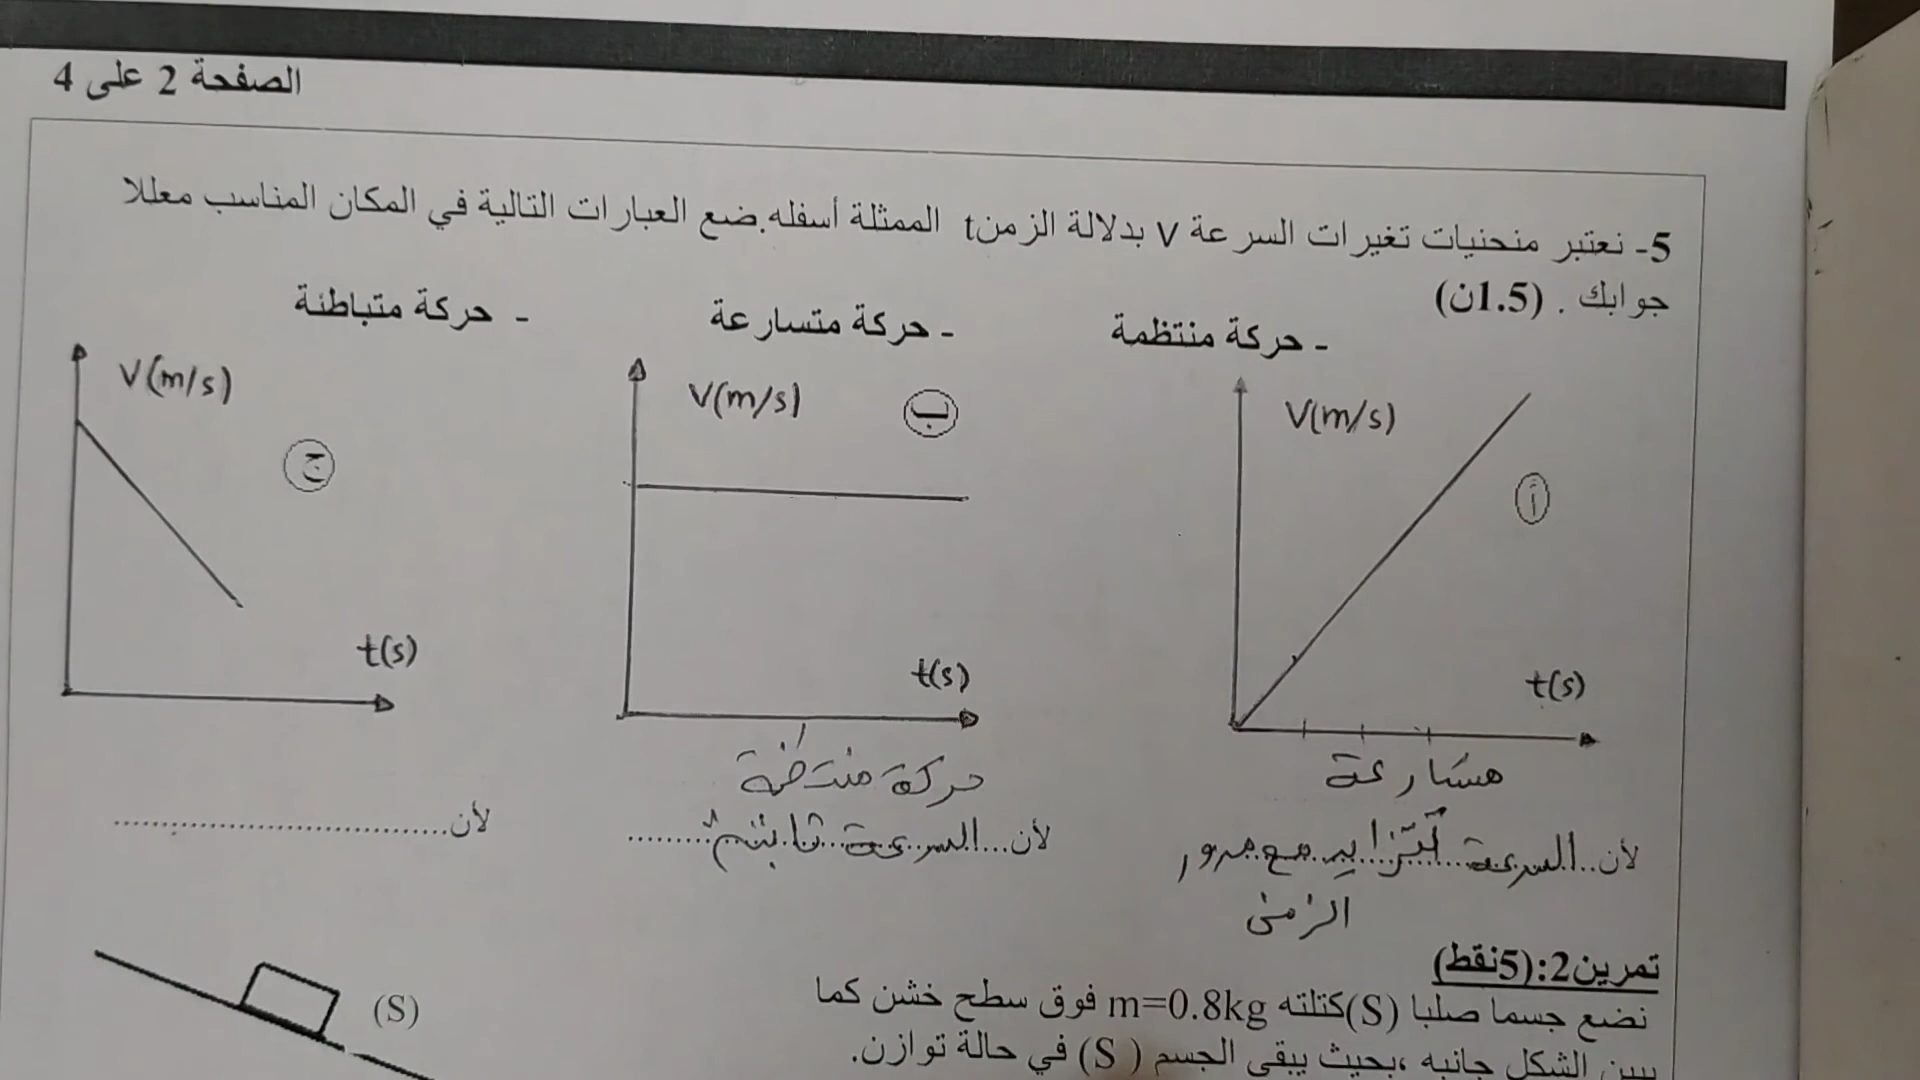 الصفحة 2 على 4
5- نعتبر منحنيات تغيرات السرعة v بدلالة الزمن t الممثلة أسفله.ضع العبارات التالية في المكان المناسب معللا
جوابك . (1.5ن)
- حركة منتظمة
- حركة متسارعة
- حركة متباطئة
V(m/s)
أ
t(s)
V(m/s)
ب
t(s)
V(m/s)
ج
t(s)
متسارعة
لأن..السرعة تتزايد مع مرور
الزمن
حركة منتظمة
لأن...السرعة ثابتة.........
لأن................................
تمرين2:(5نقط)
نضع جسما صلبا (S)كتلته m=0.8kg فوق سطح خشن كما
يبين الشكل جانبه ،بحيث يبقى الجسم ( S) في حالة توازن.
(S)